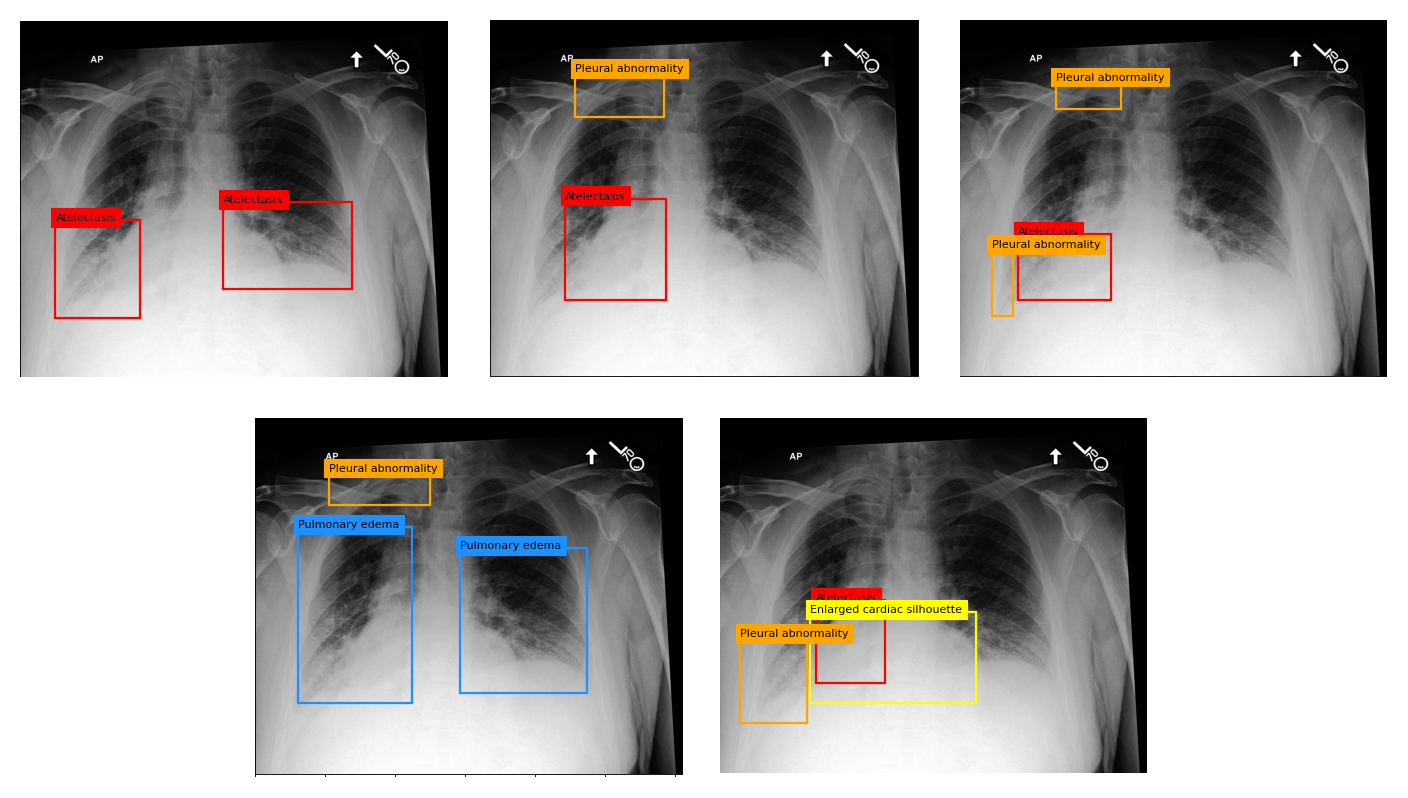 AP
Atelectasis
Atelectasis
AP
Pleural abnormality
Atelectasis
AP
Pleural abnormality
Atelectasis
Pleural abnormality
AP
Pleural abnormality
Pulmonary edema
Pulmonary edema
AP
Atelectasis
Enlarged cardiac silhouette
Pleural abnormality